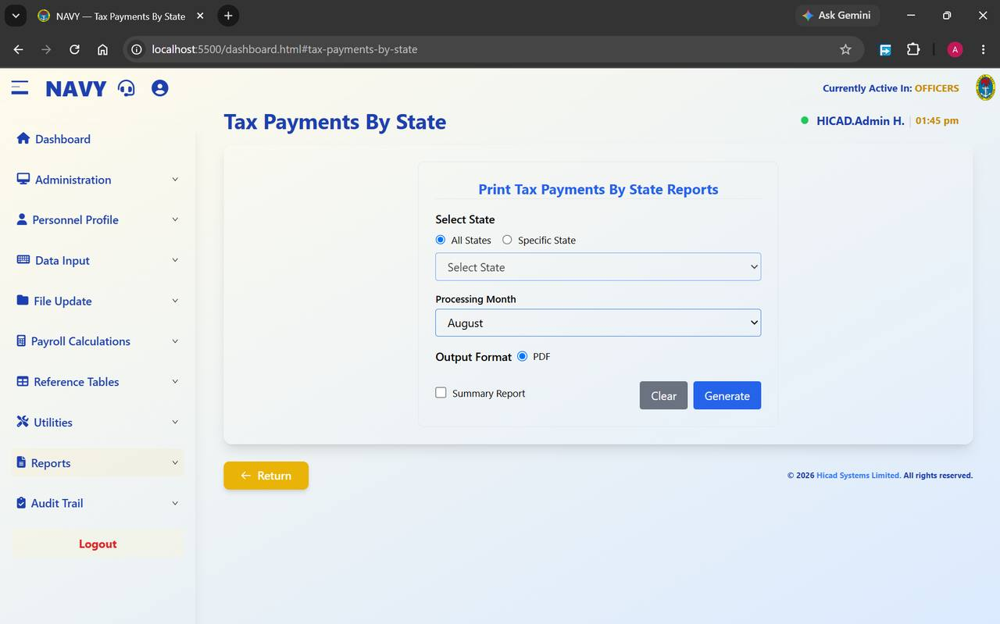 NAVY — Tax Payments By State
Ask Gemini
localhost:5500/dashboard.html#tax-payments-by-state
A
NAVY
Currently Active In: OFFICERS
Tax Payments By State
HICAD.Admin H. | 01:45 pm
Dashboard
Administration
Personnel Profile
Data Input
File Update
Payroll Calculations
Reference Tables
Utilities
Reports
Audit Trail
Logout
Print Tax Payments By State Reports
Select State
All States Specific State
Select State
Processing Month
August
Output Format PDF
Summary Report
Clear Generate
Return
© 2026 Hicad Systems Limited. All rights reserved.